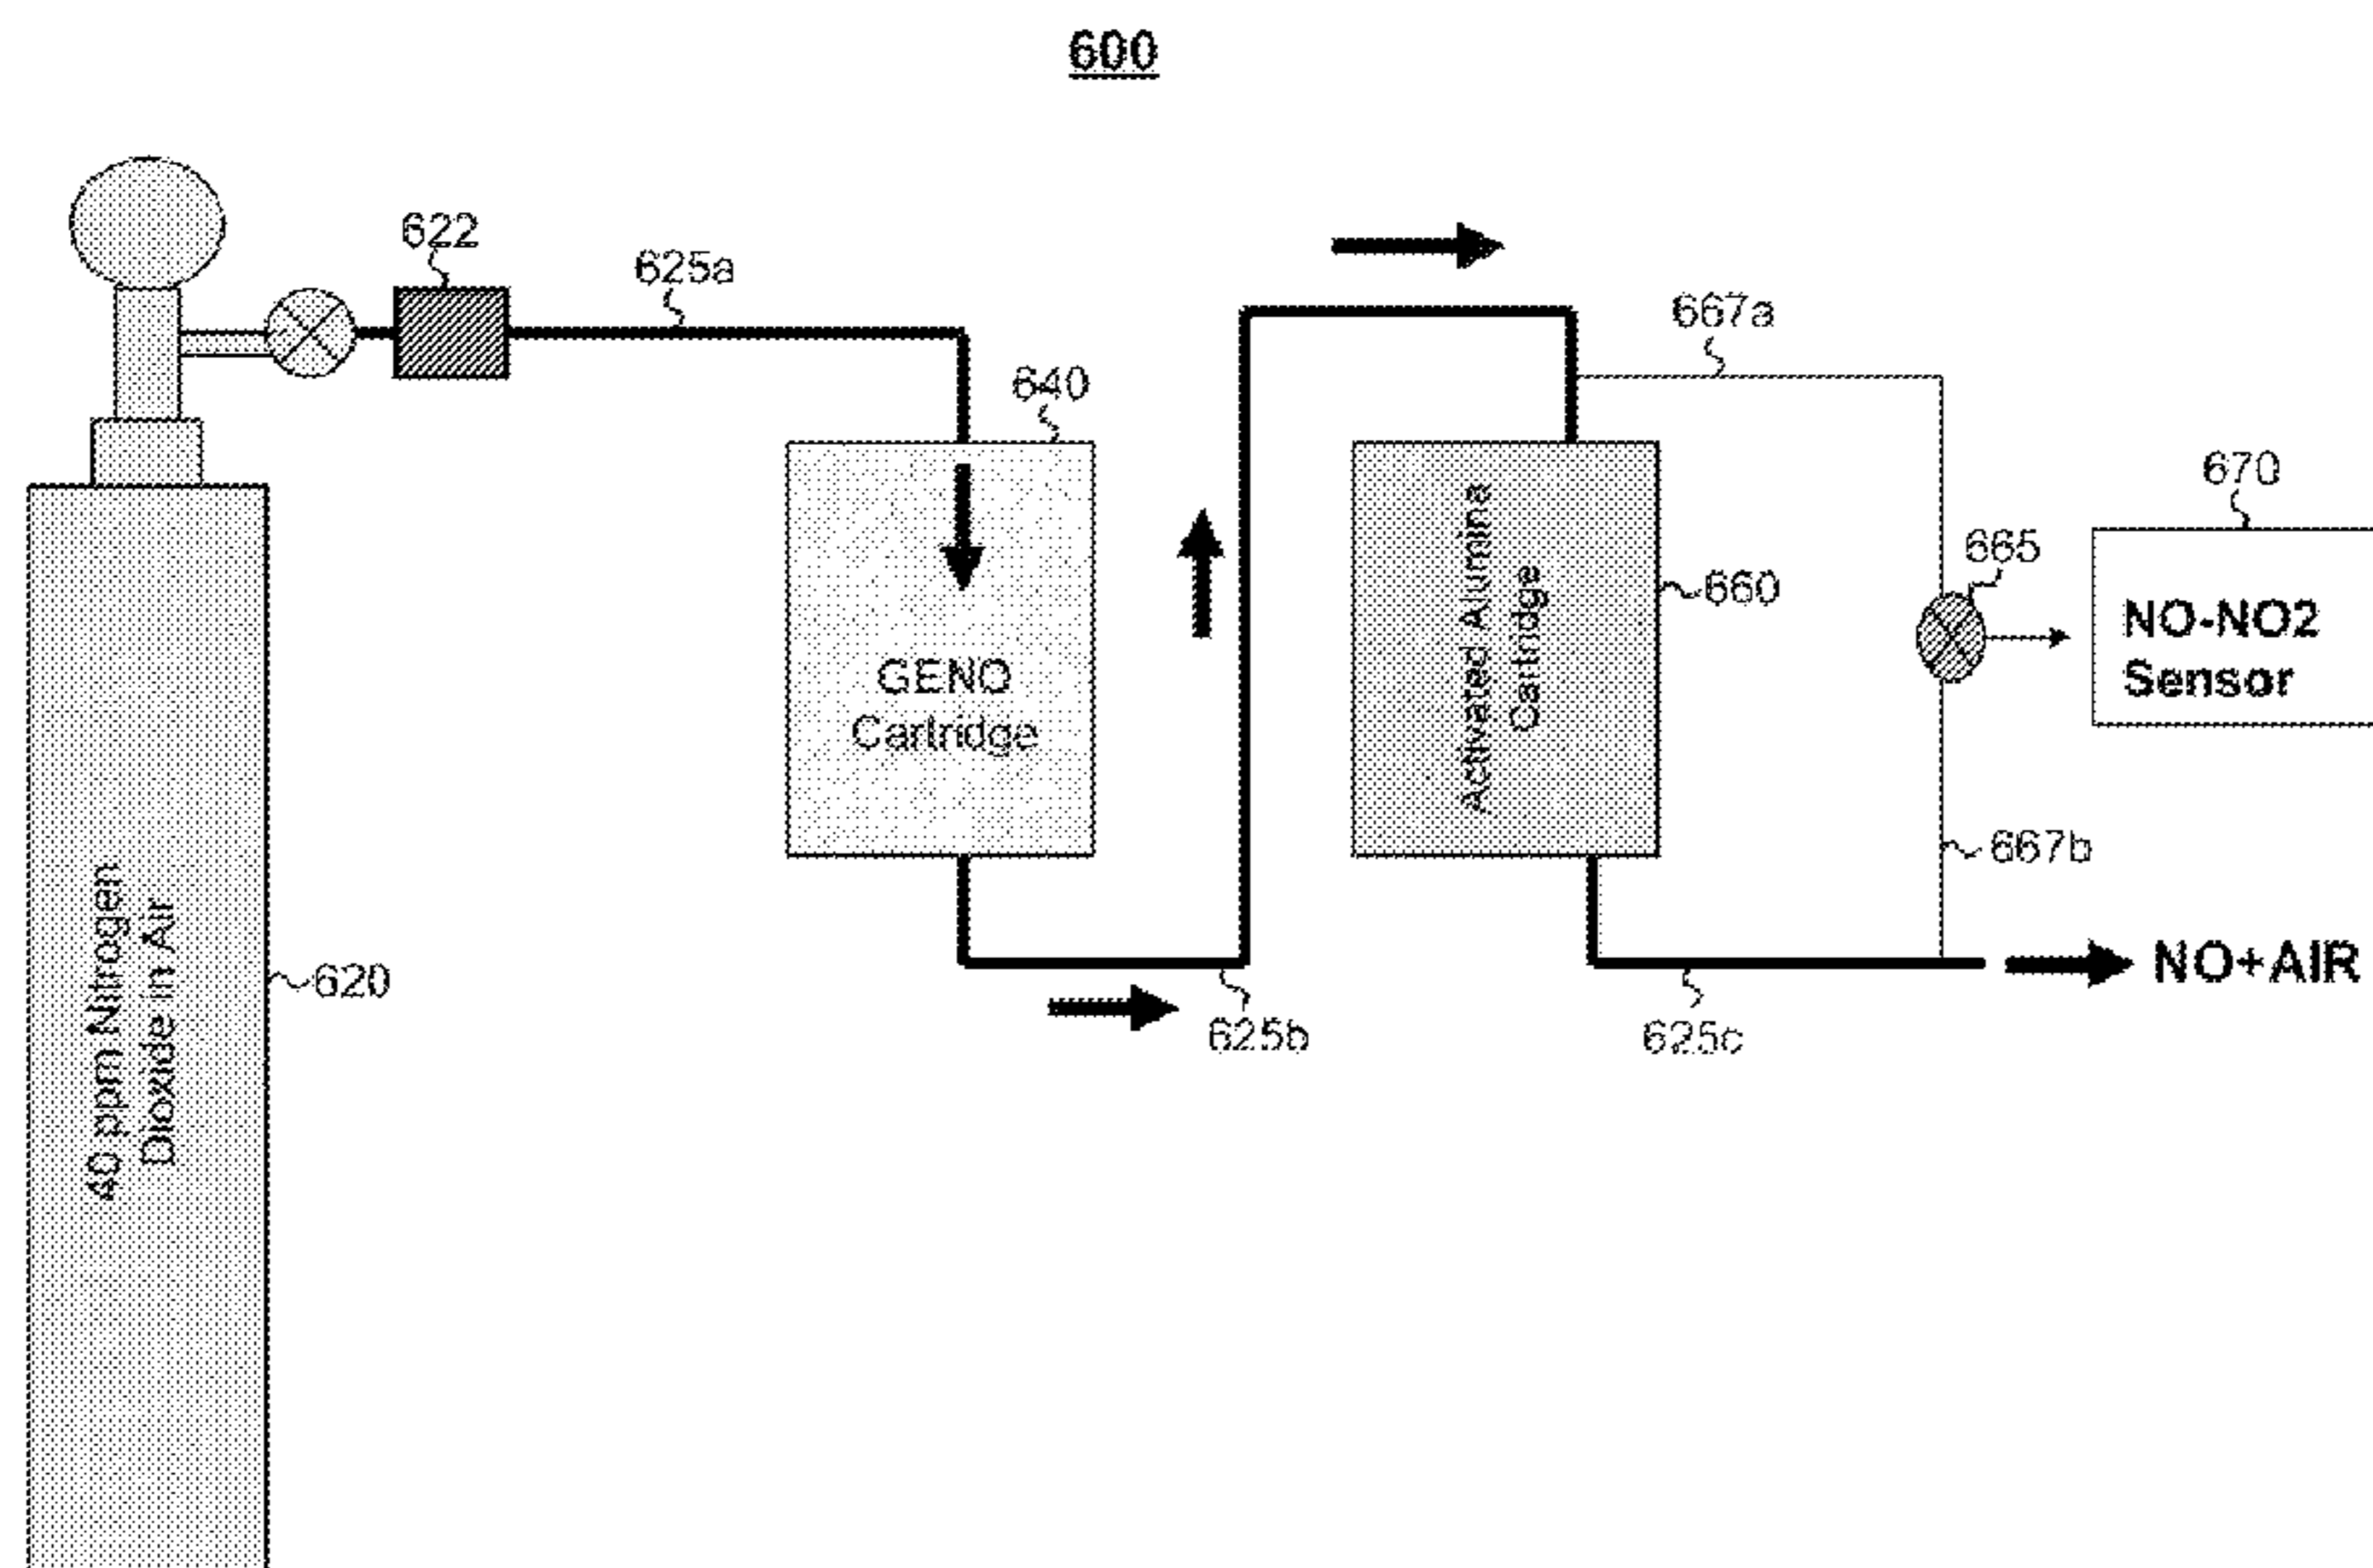 600
622
625a
667a
640
670
665
NO-NO2
Sensor
GENO
Cartridge
Activated Alumina
Cartridge
660
667b
40 ppm Nitrogen
Dioxide in Air
620
NO+AIR
625b
625c